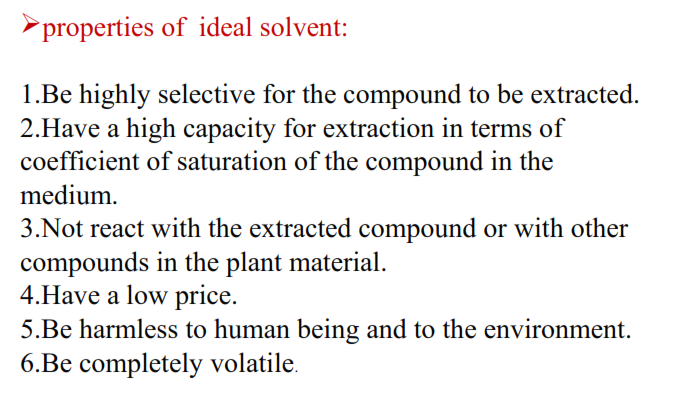 ➢properties of ideal solvent:
1.Be highly selective for the compound to be extracted.
2.Have a high capacity for extraction in terms of
coefficient of saturation of the compound in the
medium.
3.Not react with the extracted compound or with other
compounds in the plant material.
4.Have a low price.
5.Be harmless to human being and to the environment.
6.Be completely volatile.